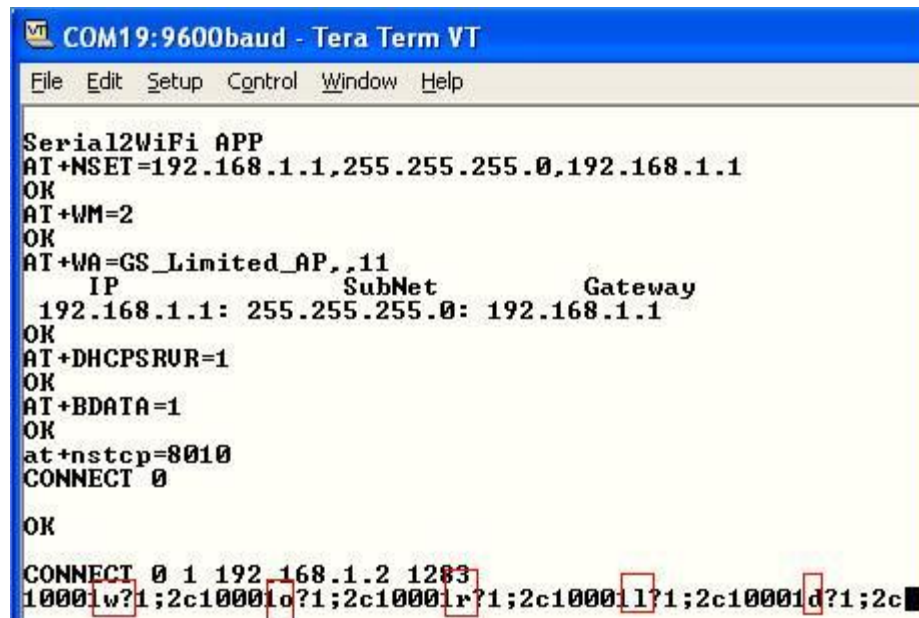 COM19:9600baud - Tera Term VT
File Edit Setup Control Window Help
Serial2WiFi APP
AT+NSET=192.168.1.1,255.255.255.0,192.168.1.1
OK
AT+WM=2
OK
AT+WA=GS_Limited_AP,,11
IP SubNet Gateway
192.168.1.1: 255.255.255.0: 192.168.1.1
OK
AT+DHCPSRVR=1
OK
AT+BDATA=1
OK
at+nstcp=8010
CONNECT 0
OK
CONNECT 0 1 192.168.1.2 1283
10001w?1;2c10001o?1;2c10001r?1;2c10001l?1;2c10001d?1;2c